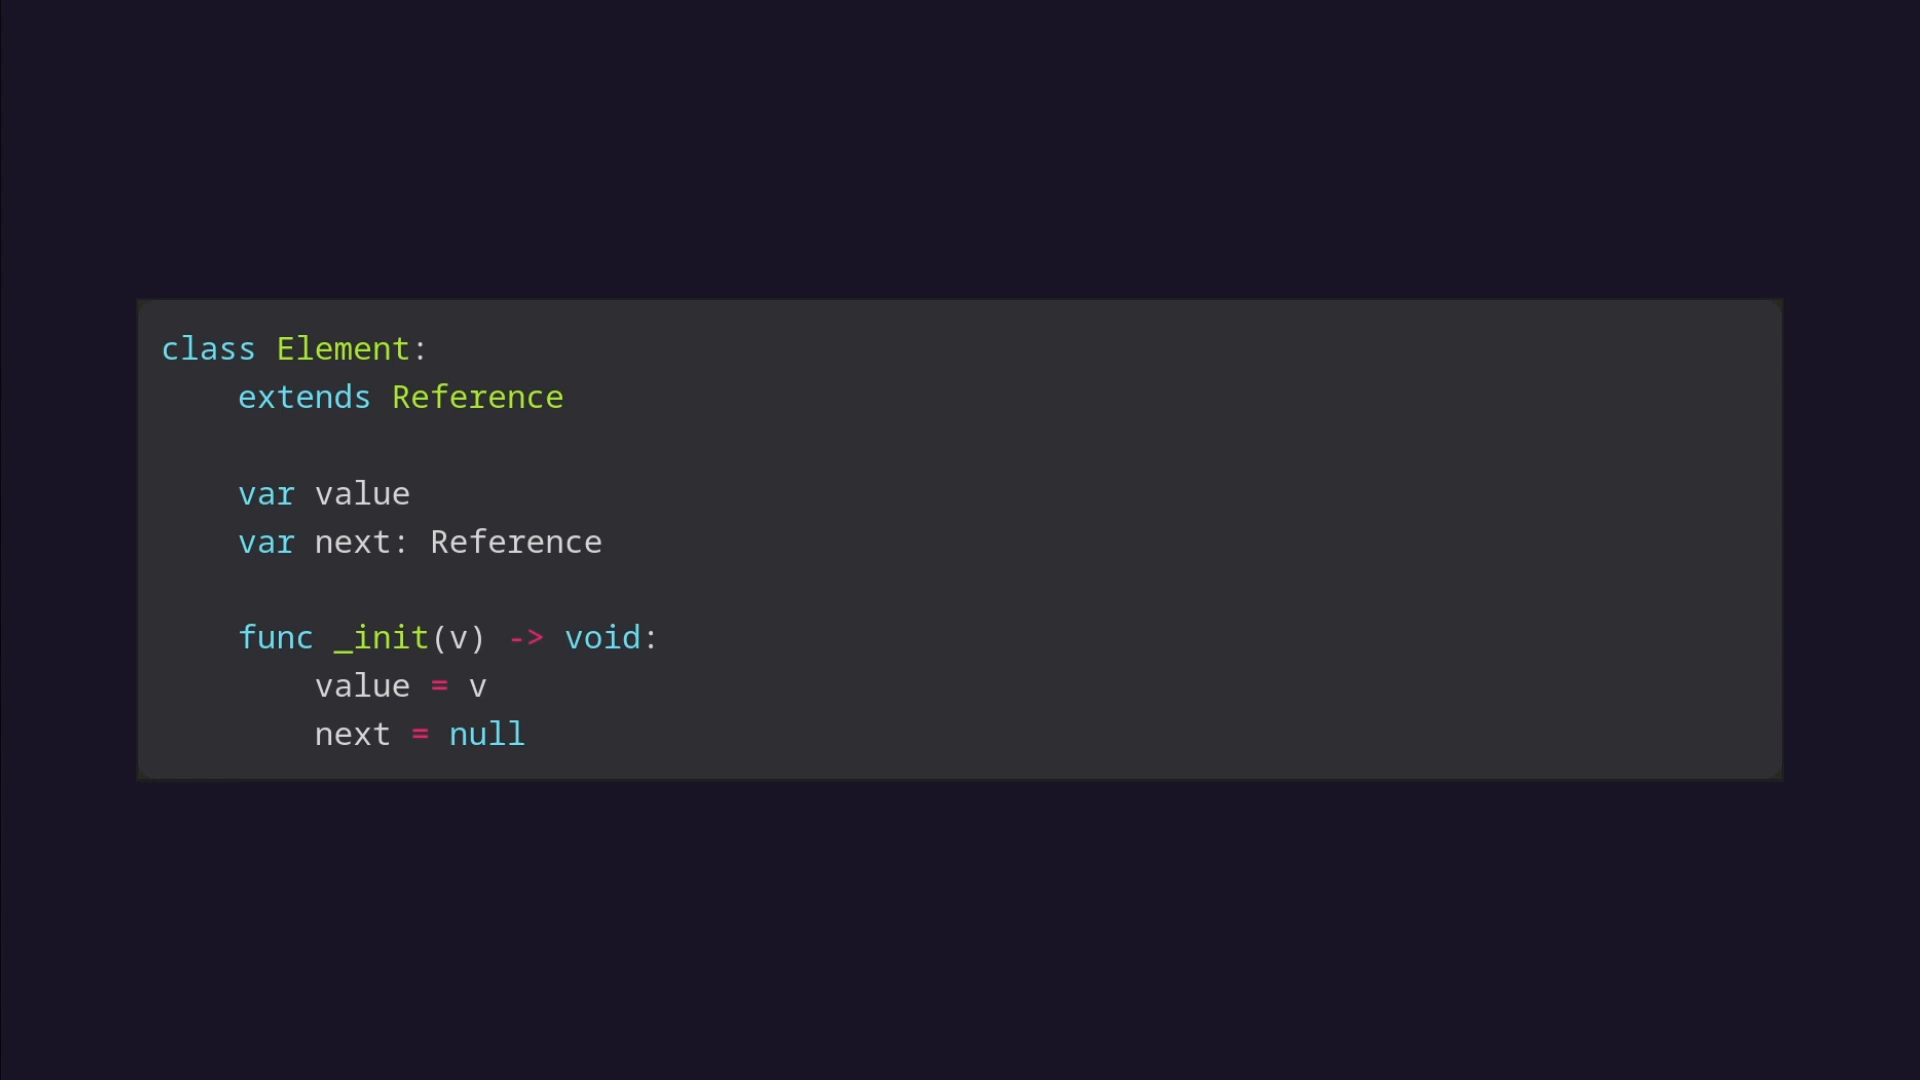 class Element:
    extends Reference
    var value
    var next: Reference
    func _init(v) -> void:
        value = v
        next = null